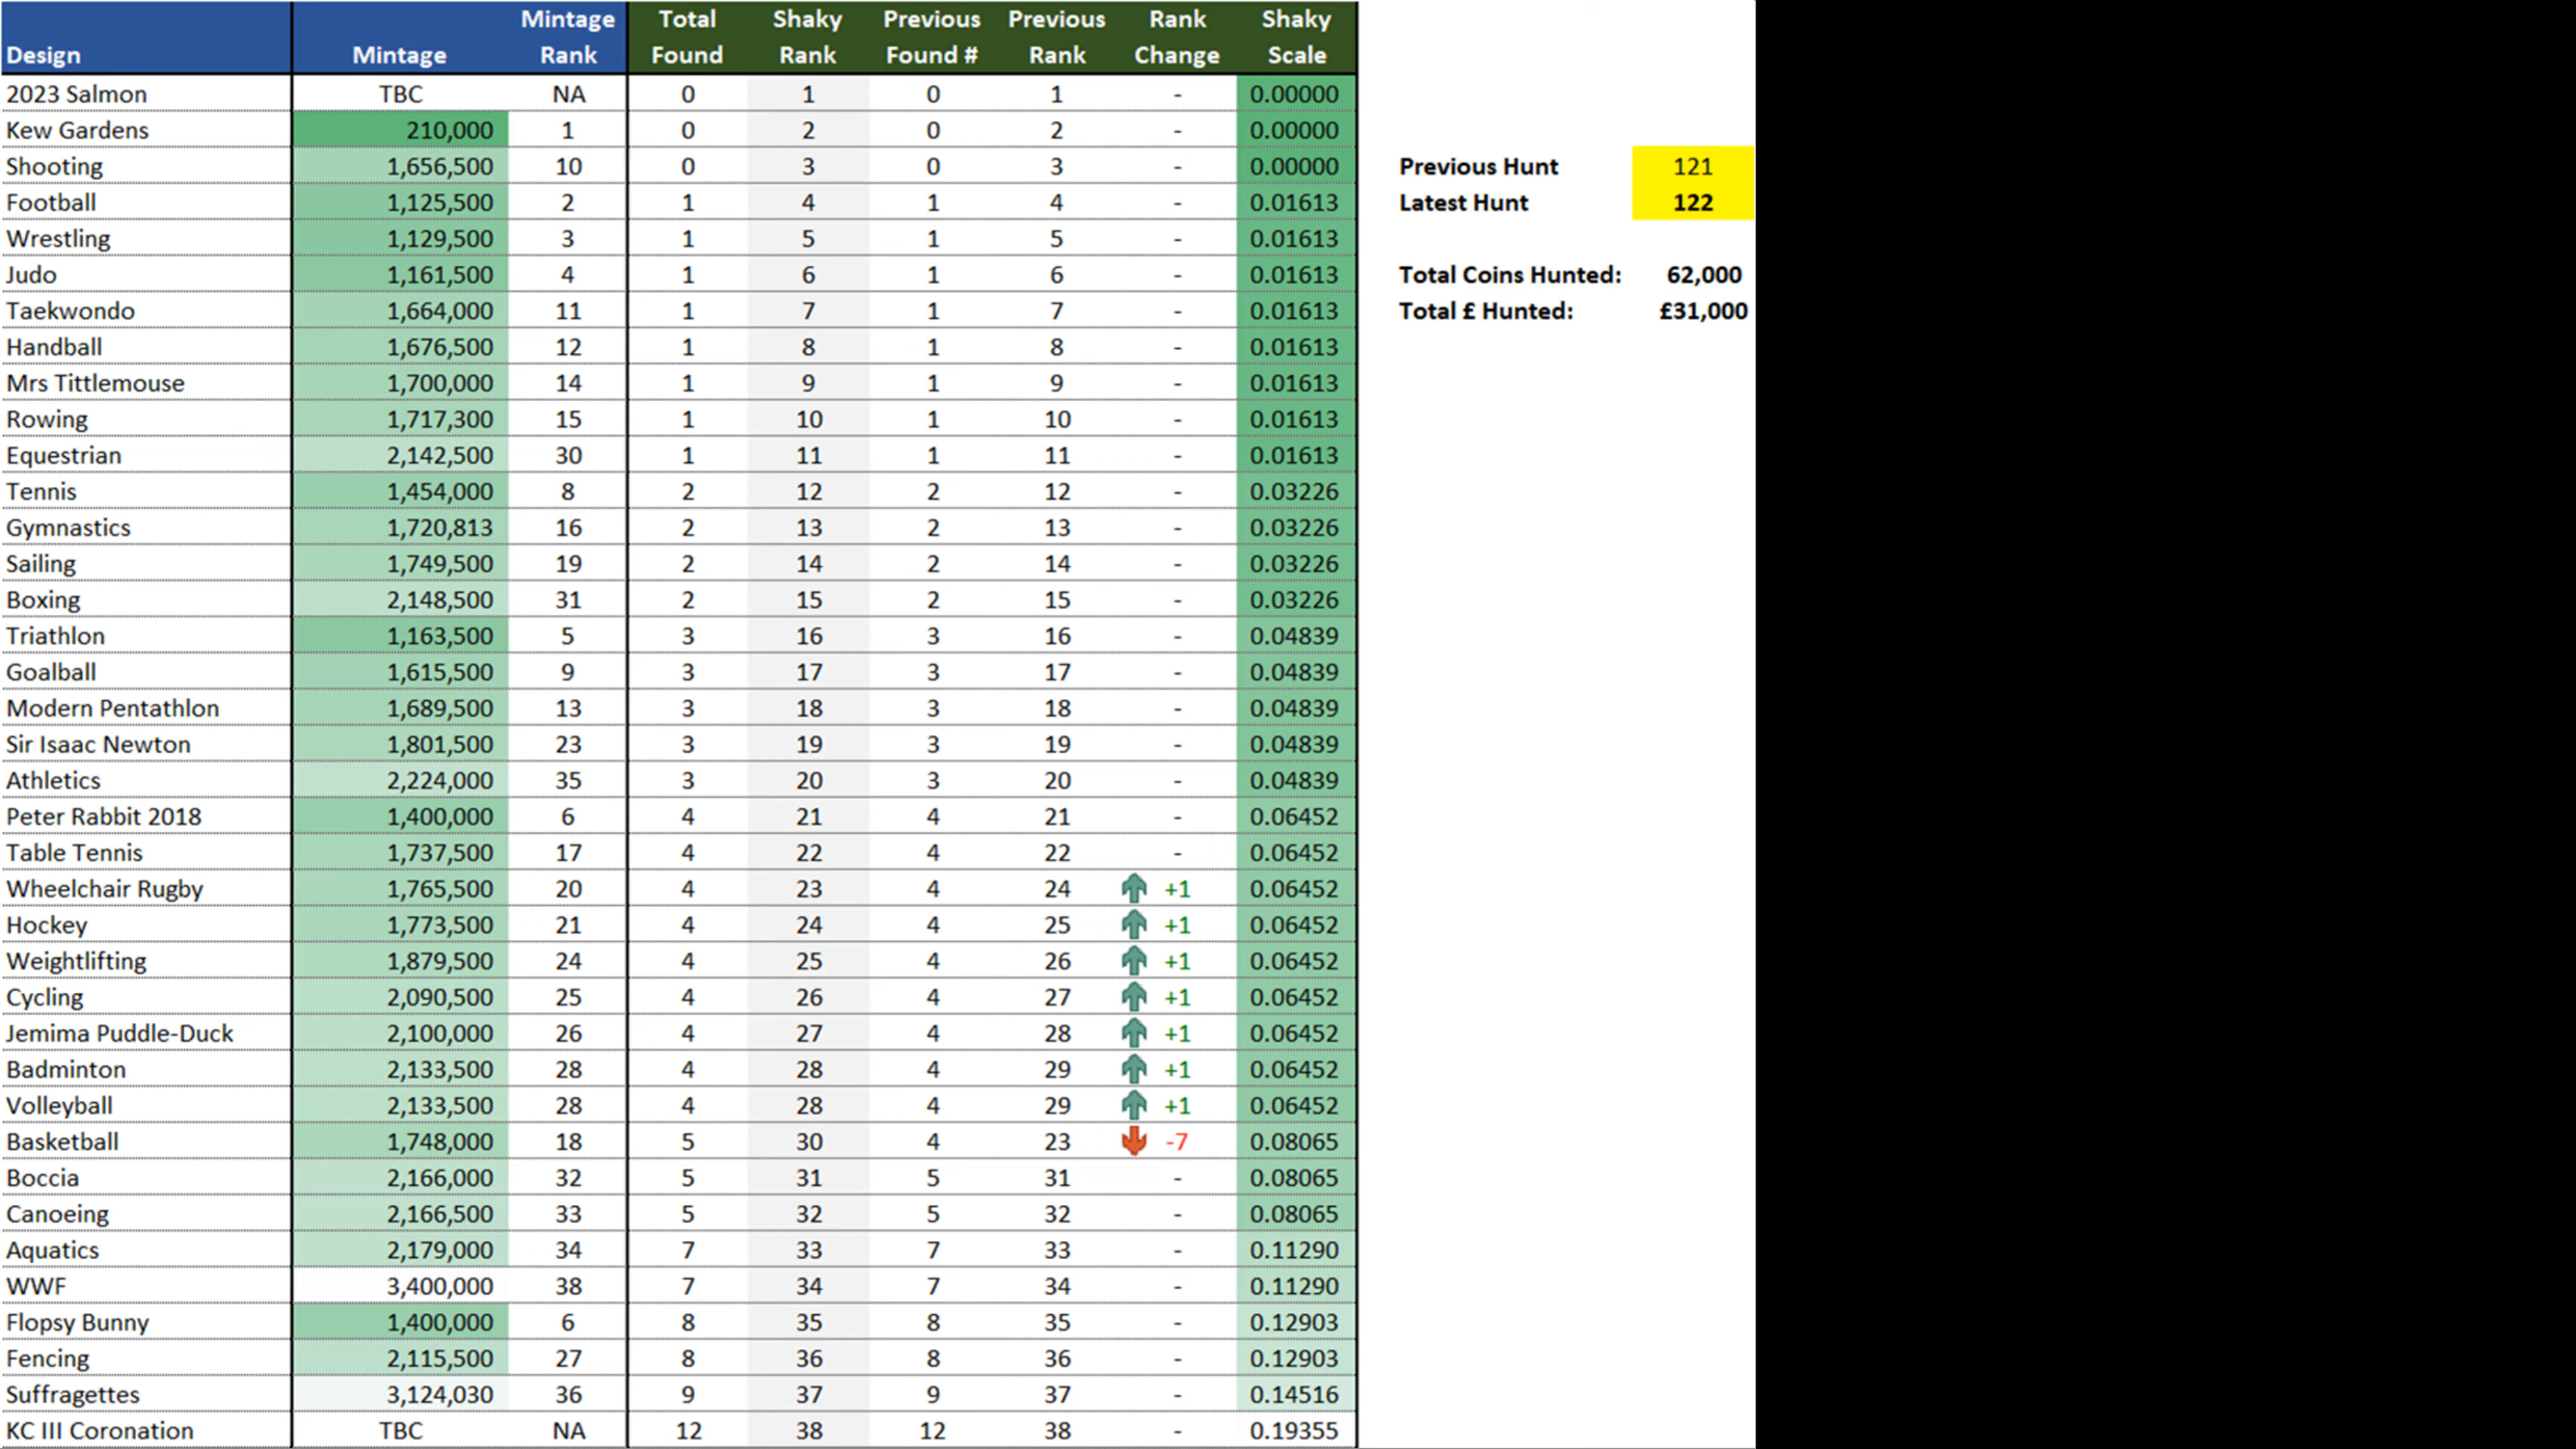 Design Mintage Mintage Rank Total Found Shaky Rank Previous Found # Previous Rank Rank Change Shaky Scale
2023 Salmon TBC NA 0 1 0 1 - 0.00000
Kew Gardens 210,000 1 0 2 0 2 - 0.00000
Shooting 1,656,500 10 0 3 0 3 - 0.00000
Football 1,125,500 2 1 4 1 4 - 0.01613
Wrestling 1,129,500 3 1 5 1 5 - 0.01613
Judo 1,161,500 4 1 6 1 6 - 0.01613
Taekwondo 1,664,000 11 1 7 1 7 - 0.01613
Handball 1,676,500 12 1 8 1 8 - 0.01613
Mrs Tittlemouse 1,700,000 14 1 9 1 9 - 0.01613
Rowing 1,717,300 15 1 10 1 10 - 0.01613
Equestrian 2,142,500 30 1 11 1 11 - 0.01613
Tennis 1,454,000 8 2 12 2 12 - 0.03226
Gymnastics 1,720,813 16 2 13 2 13 - 0.03226
Sailing 1,749,500 19 2 14 2 14 - 0.03226
Boxing 2,148,500 31 2 15 2 15 - 0.03226
Triathlon 1,163,500 5 3 16 3 16 - 0.04839
Goalball 1,615,500 9 3 17 3 17 - 0.04839
Modern Pentathlon 1,689,500 13 3 18 3 18 - 0.04839
Sir Isaac Newton 1,801,500 23 3 19 3 19 - 0.04839
Athletics 2,224,000 35 3 20 3 20 - 0.04839
Peter Rabbit 2018 1,400,000 6 4 21 4 21 - 0.06452
Table Tennis 1,737,500 17 4 22 4 22 - 0.06452
Wheelchair Rugby 1,765,500 20 4 23 4 24 +1 0.06452
Hockey 1,773,500 21 4 24 4 25 +1 0.06452
Weightlifting 1,879,500 24 4 25 4 26 +1 0.06452
Cycling 2,090,500 25 4 26 4 27 +1 0.06452
Jemima Puddle-Duck 2,100,000 26 4 27 4 28 +1 0.06452
Badminton 2,133,500 28 4 28 4 29 +1 0.06452
Volleyball 2,133,500 28 4 28 4 29 +1 0.06452
Basketball 1,748,000 18 5 30 4 23 -7 0.08065
Boccia 2,166,000 32 5 31 5 31 - 0.08065
Canoeing 2,166,500 33 5 32 5 32 - 0.08065
Aquatics 2,179,000 34 7 33 7 33 - 0.11290
WWF 3,400,000 38 7 34 7 34 - 0.11290
Flopsy Bunny 1,400,000 6 8 35 8 35 - 0.12903
Fencing 2,115,500 27 8 36 8 36 - 0.12903
Suffragettes 3,124,030 36 9 37 9 37 - 0.14516
KC III Coronation TBC NA 12 38 12 38 - 0.19355
Previous Hunt 121
Latest Hunt 122
Total Coins Hunted: 62,000
Total £ Hunted: £31,000